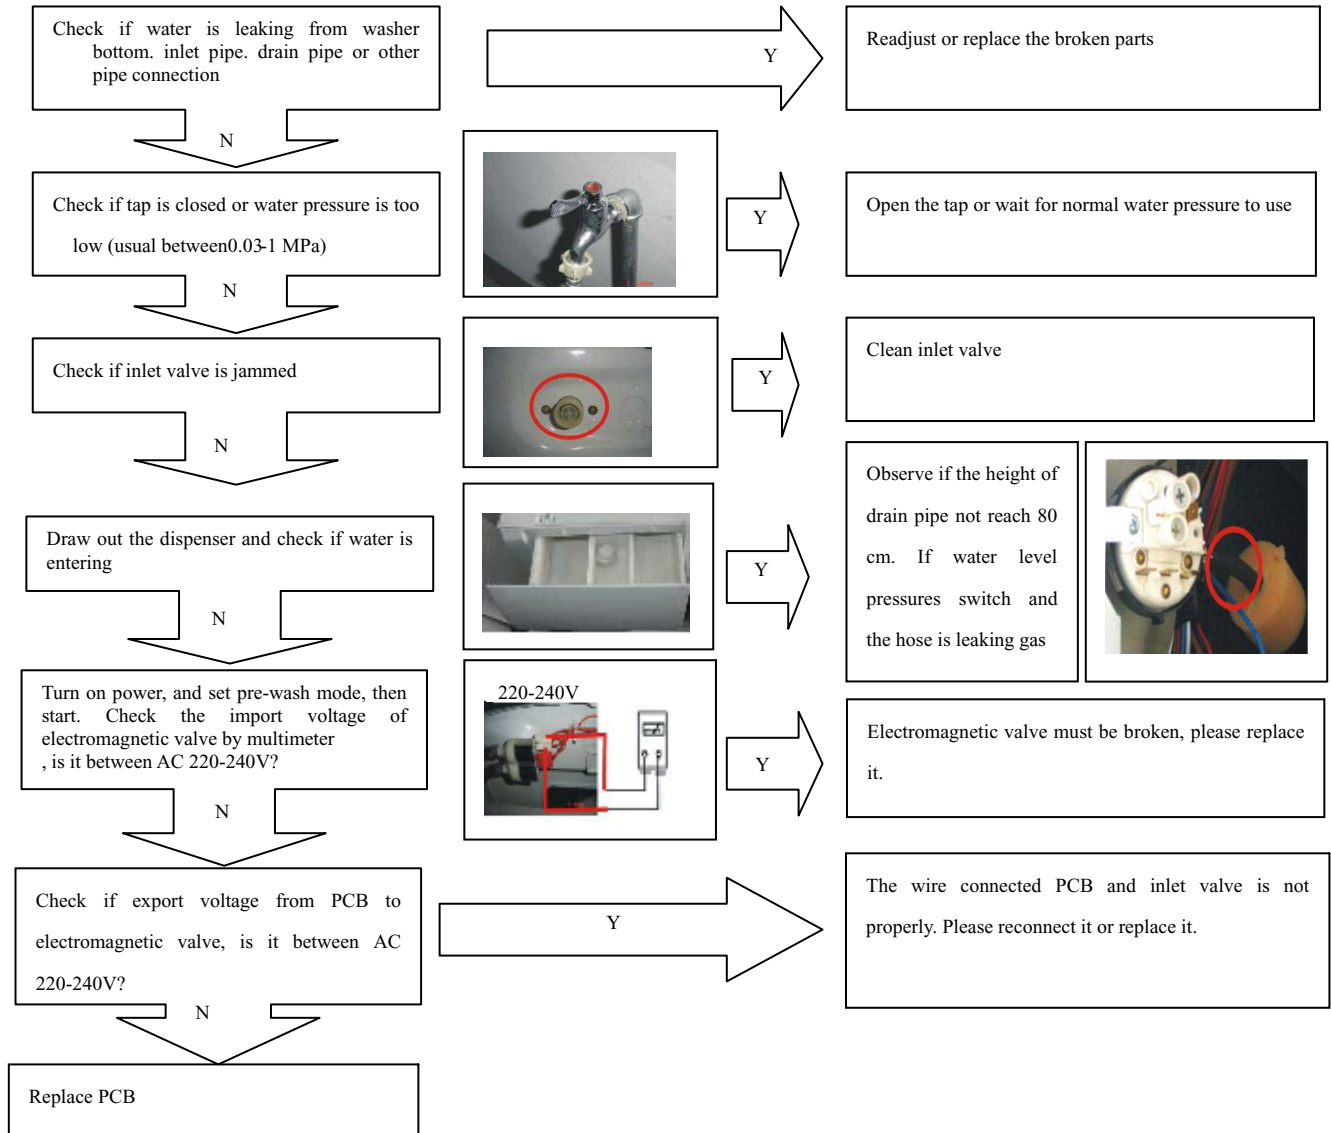 Check if water is leaking from washer
bottom. inlet pipe. drain pipe or other
pipe connection
Y
Readjust or replace the broken parts
N
Check if tap is closed or water pressure is too
low (usual between0.03-1 MPa)
Y
Open the tap or wait for normal water pressure to use
N
Check if inlet valve is jammed
Y
Clean inlet valve
N
Draw out the dispenser and check if water is
entering
Y
Observe if the height of
drain pipe not reach 80
cm. If water level
pressures switch and
the hose is leaking gas
N
Turn on power, and set pre-wash mode, then
start. Check the import voltage of
electromagnetic valve by multimeter
, is it between AC 220-240V?
220-240V
Y
Electromagnetic valve must be broken, please replace
it.
N
Check if export voltage from PCB to
electromagnetic valve, is it between AC
220-240V?
Y
The wire connected PCB and inlet valve is not
properly. Please reconnect it or replace it.
N
Replace PCB